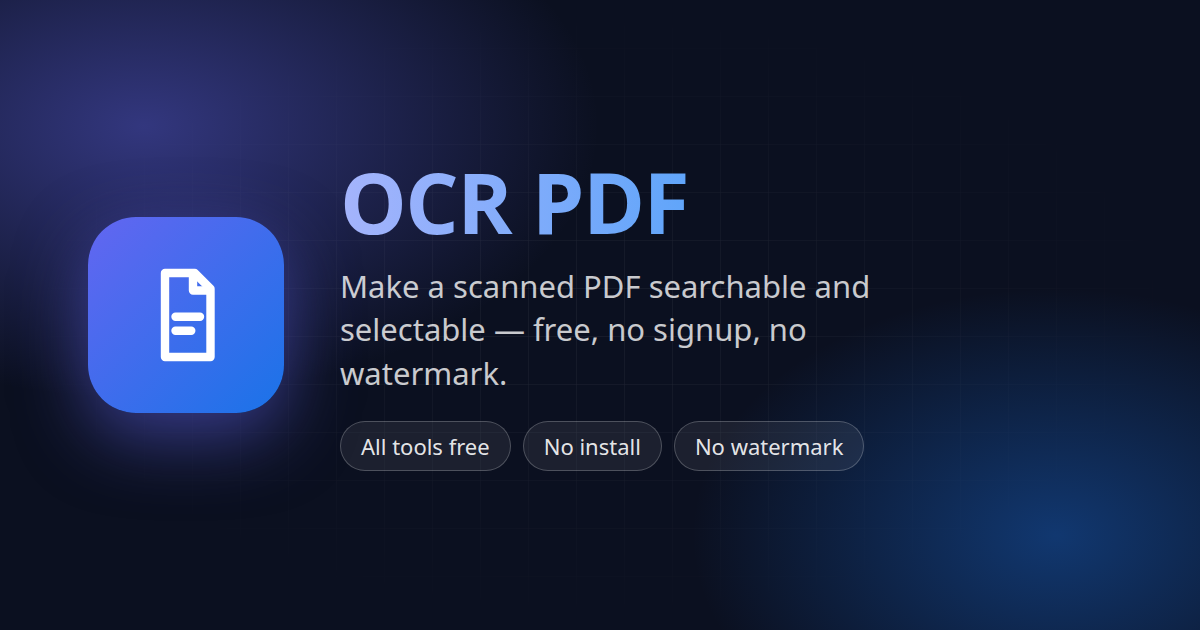 OCR PDF
Make a scanned PDF searchable and
selectable — free, no signup, no
watermark.
All tools free
No install
No watermark